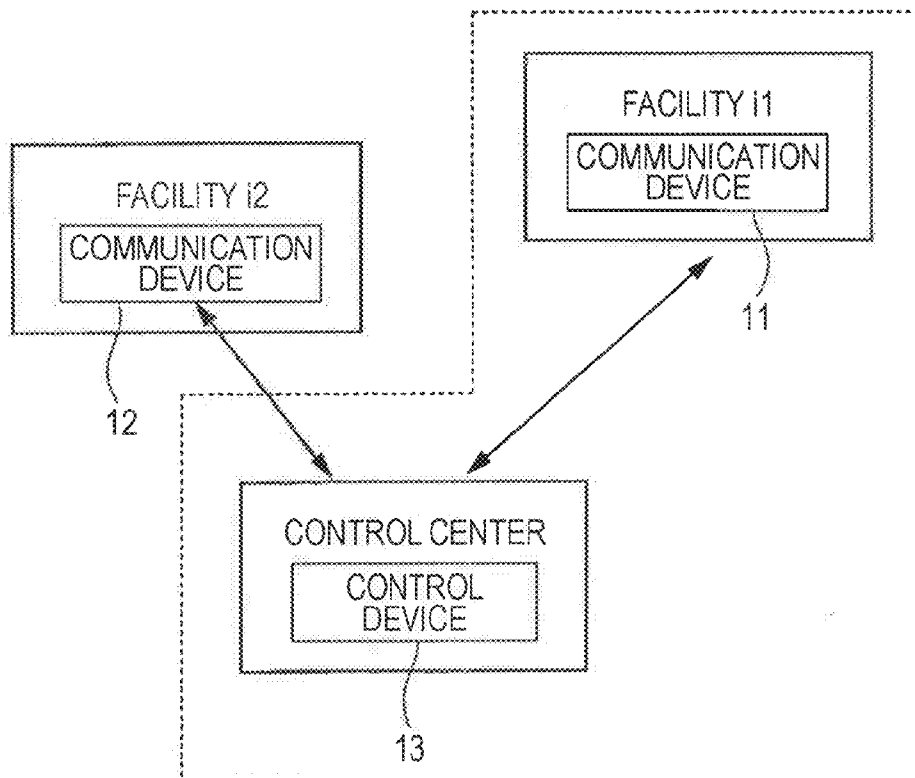 FACILITY i1
COMMUNICATION
DEVICE
11
FACILITY i2
COMMUNICATION
DEVICE
12
CONTROL CENTER
CONTROL
DEVICE
13